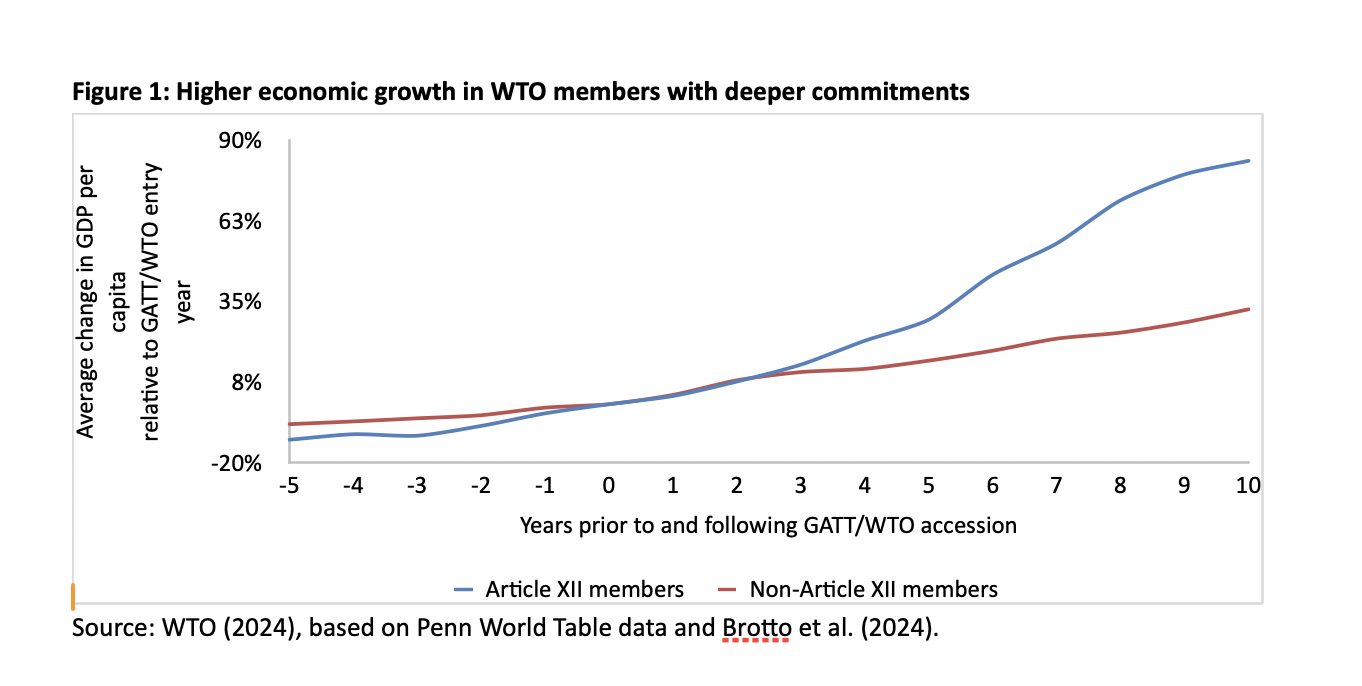 Figure 1: Higher economic growth in WTO members with deeper commitments
Average change in GDP per
capita
relative to GATT/WTO entry
year
90%
63%
35%
8%
-20%
-5 -4 -3 -2 -1 0 1 2 3 4 5 6 7 8 9 10
Years prior to and following GATT/WTO accession
Article XII members Non-Article XII members
Source: WTO (2024), based on Penn World Table data and Brotto et al. (2024).